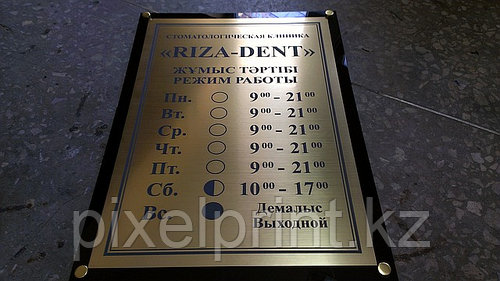 СТОМАТОЛОГИЧЕСКАЯ КЛИНИКА
«RIZA-DENT»
ЖҰМЫС ТӘРТІБІ
РЕЖИМ РАБОТЫ
Пн. 9⁰⁰ - 21⁰⁰
Вт. 9⁰⁰ - 21⁰⁰
Ср. 9⁰⁰ - 21⁰⁰
Чт. 9⁰⁰ - 21⁰⁰
Пт. 9⁰⁰ - 21⁰⁰
Сб. 10⁰⁰ - 17⁰⁰
Вс. Демалыс
Выходной
pixelprint.kz